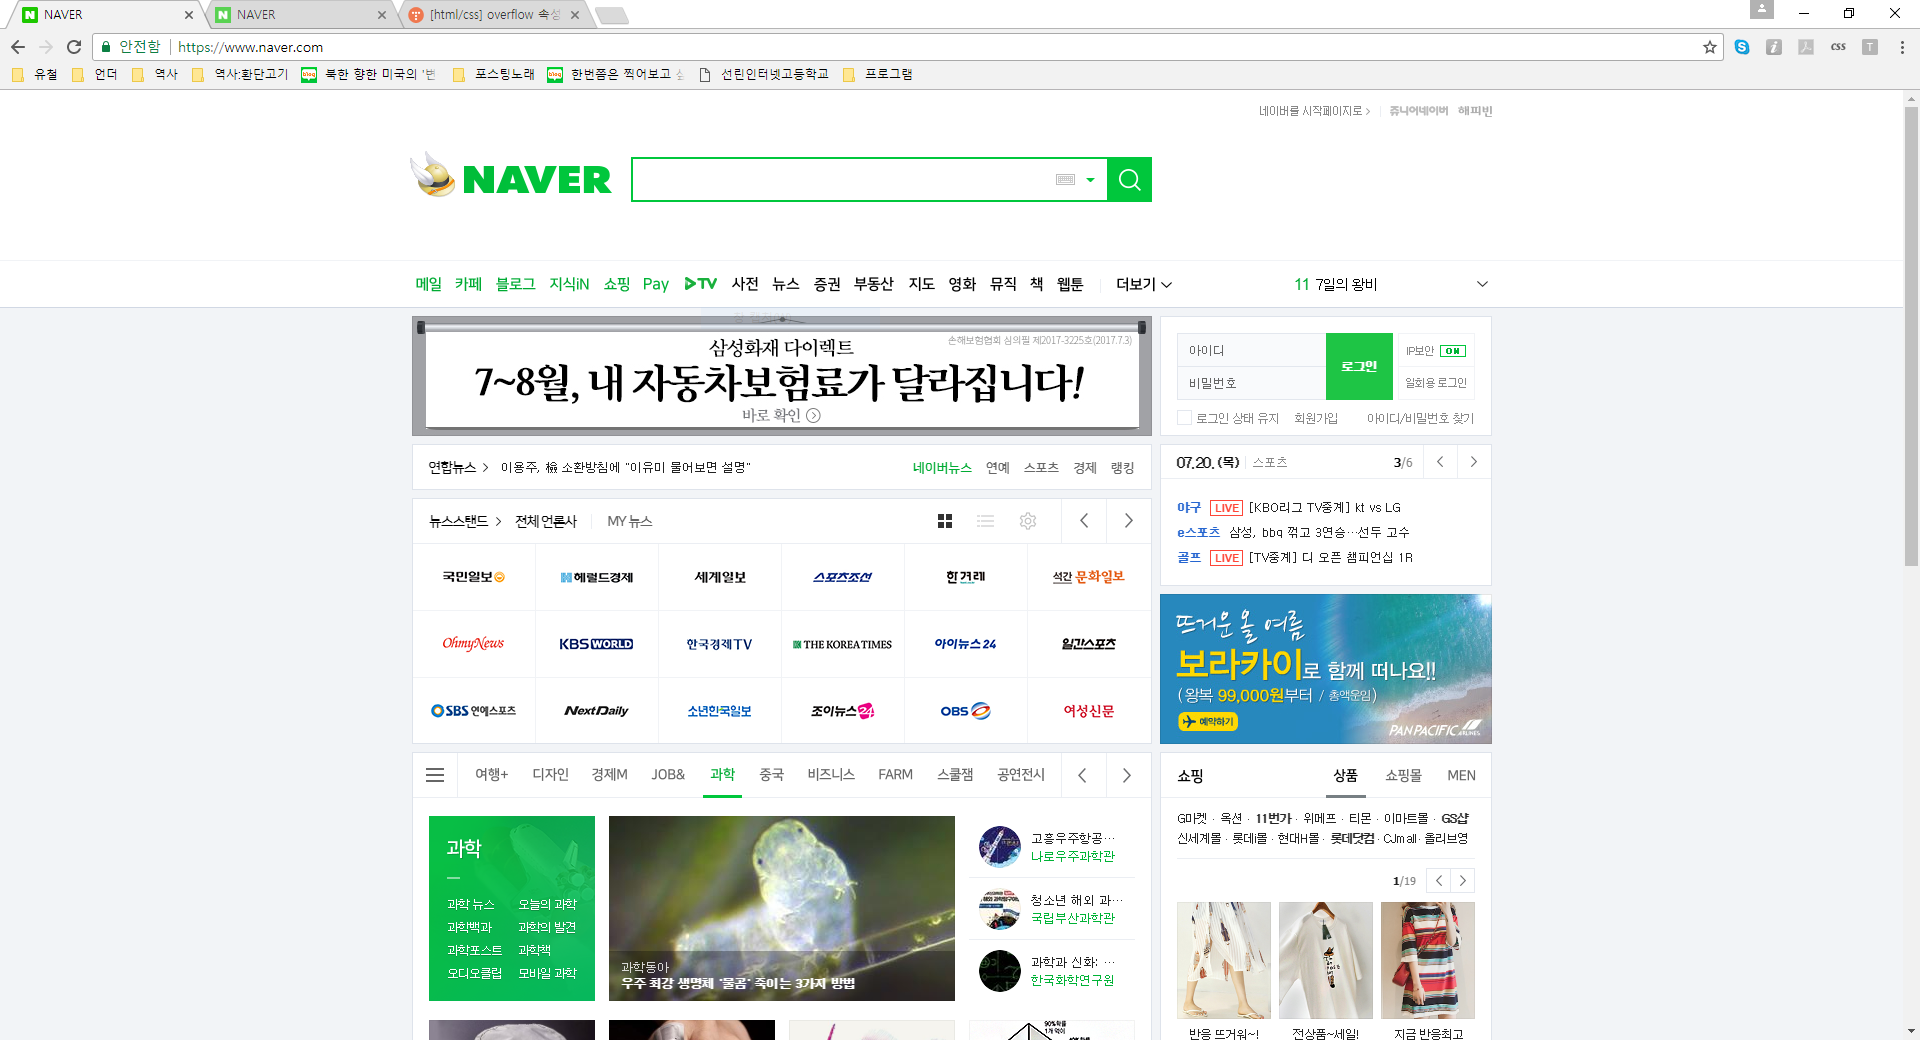 NAVER
NAVER
[html/css] overflow 속성
안전함
https://www.naver.com
유철
언더
역사
역사:황단고기
북한 향한 미국의 '변
포스팅노래
한번쯤은 찍어보고 싶
선린인터넷고등학교
프로그램
네이버를 시작페이지로 >
쥬니어네이버
해피빈
NAVER
메일 카페 블로그 지식iN 쇼핑 Pay TV 사전 뉴스 증권 부동산 지도 영화 뮤직 책 웹툰 더보기
11 7일의 왕비
손해보험협회 심의필 제2017-3225호(2017.7.3)
삼성화재 다이렉트
7~8월, 내 자동차보험료가 달라집니다!
바로 확인
아이디
비밀번호
로그인
IP보안 ON
일회용 로그인
로그인 상태 유지 회원가입 아이디/비밀번호 찾기
연합뉴스 > 이용주, 檢 소환방침에 "이유미 물어보면 설명"
네이버뉴스 연예 스포츠 경제 랭킹
07.20.(목) 스포츠 3/6
야구 LIVE [KBO리그 TV중계] kt vs LG
e스포츠 삼성, bbq 꺾고 3연승…선두 고수
골프 LIVE [TV중계] 디 오픈 챔피언십 1R
뉴스스탠드 > 전체 언론사 MY 뉴스
국민일보 헤럴드경제 세계일보 스포츠조선 한겨레 석간 문화일보
OhmyNews KBS WORLD 한국경제TV THE KOREA TIMES 아이뉴스24 일간스포츠
SBS 연예스포츠 NextDaily 소년한국일보 조이뉴스24 OBS 여성신문
뜨거운 올 여름
보라카이로 함께 떠나요!!
(왕복 99,000원부터 / 총액운임)
예약하기
PAN PACIFIC AIRLINES
여행+ 디자인 경제M JOB& 과학 중국 비즈니스 FARM 스쿨잼 공연전시
과학
과학 뉴스 오늘의 과학
과학백과 과학의 발견
과학포스트 과학책
오디오클립 모바일 과학
과학동아
우주 최강 생명체 '물곰' 죽이는 3가지 방법
고흥우주항공…
나로우주과학관
청소년 해외 과…
국립부산과학관
과학과 신화: …
한국화학연구원
90%확률
1개 먹이
쇼핑 상품 쇼핑몰 MEN
G마켓 · 옥션 · 11번가 · 위메프 · 티몬 · 이마트몰 · GS샵
신세계몰 · 롯데i몰 · 현대H몰 · 롯데닷컴 · CJmall · 올리브영
1/19
반응 뜨거워~!
전상품~세일!
지금 반응최고